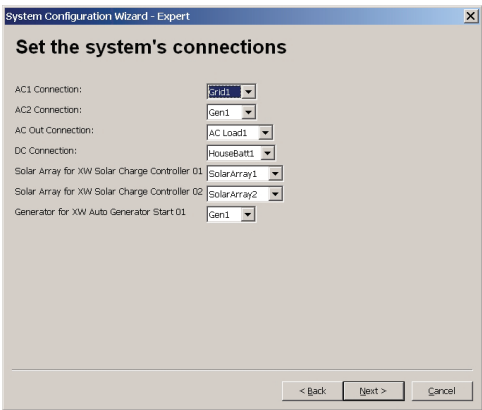 System Configuration Wizard - Expert
Set the system's connections
AC1 Connection: Grid1
AC2 Connection: Gen1
AC Out Connection: AC Load1
DC Connection: HouseBatt1
Solar Array for XW Solar Charge Controller 01 SolarArray1
Solar Array for XW Solar Charge Controller 02 SolarArray2
Generator for XW Auto Generator Start 01 Gen1
< Back Next > Cancel